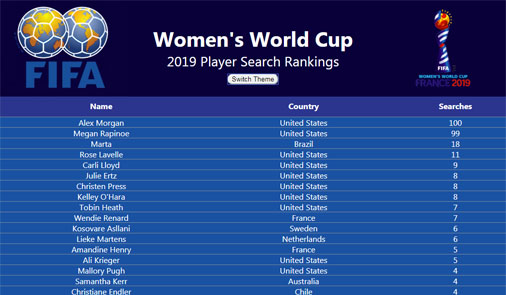 FIFA
Women's World Cup
2019 Player Search Rankings
Switch Theme
FIFA
WOMEN'S WORLD CUP
FRANCE 2019
Name Country Searches
Alex Morgan United States 100
Megan Rapinoe United States 99
Marta Brazil 18
Rose Lavelle United States 11
Carli Lloyd United States 9
Julie Ertz United States 8
Christen Press United States 8
Kelley O'Hara United States 8
Tobin Heath United States 7
Wendie Renard France 7
Kosovare Asllani Sweden 6
Lieke Martens Netherlands 6
Amandine Henry France 5
Ali Krieger United States 5
Mallory Pugh United States 4
Samantha Kerr Australia 4
Christiane Endler Chile 4